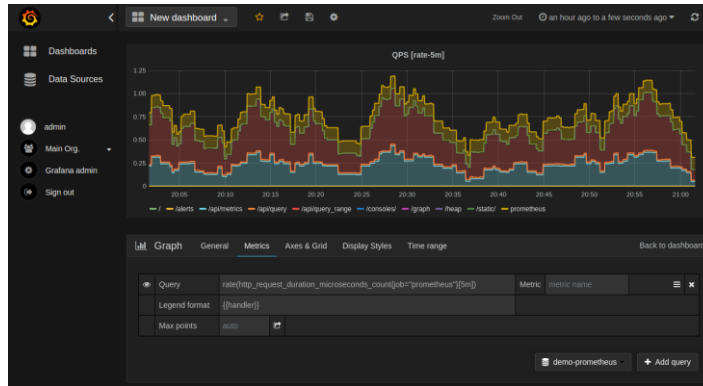 New dashboard
Zoom Out
an hour ago to a few seconds ago
Dashboards
Data Sources
admin
Main Org.
Grafana admin
Sign out
QPS [rate-5m]
1.25
1.00
0.75
0.50
0.25
0
20:05 20:10 20:15 20:20 20:25 20:30 20:35 20:40 20:45 20:50 20:55 21:00
/ /alerts /api/metrics /api/query /api/query_range /consoles/ /graph /heap /static/ prometheus
Graph General Metrics Axes & Grid Display Styles Time range Back to dashboard
Query rate(http_request_duration_microseconds_count{job="prometheus"}[5m]) Metric metric name
Legend format {{handler}}
Max points auto
demo-prometheus + Add query